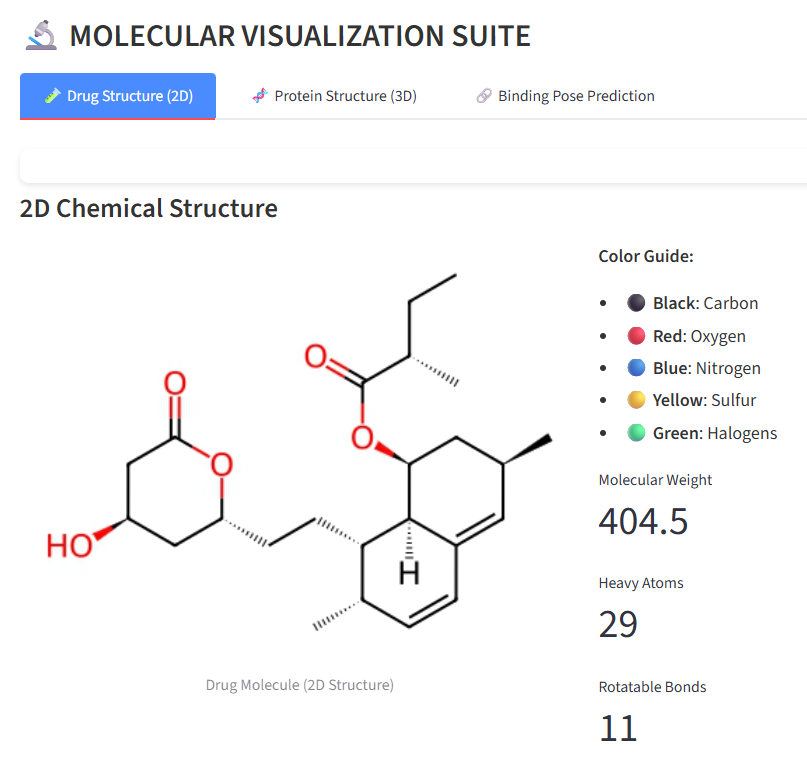 MOLECULAR VISUALIZATION SUITE
Drug Structure (2D) Protein Structure (3D) Binding Pose Prediction
2D Chemical Structure
O
O
O
O
HO
H
Drug Molecule (2D Structure)
Color Guide:
Black: Carbon
Red: Oxygen
Blue: Nitrogen
Yellow: Sulfur
Green: Halogens
Molecular Weight
404.5
Heavy Atoms
29
Rotatable Bonds
11